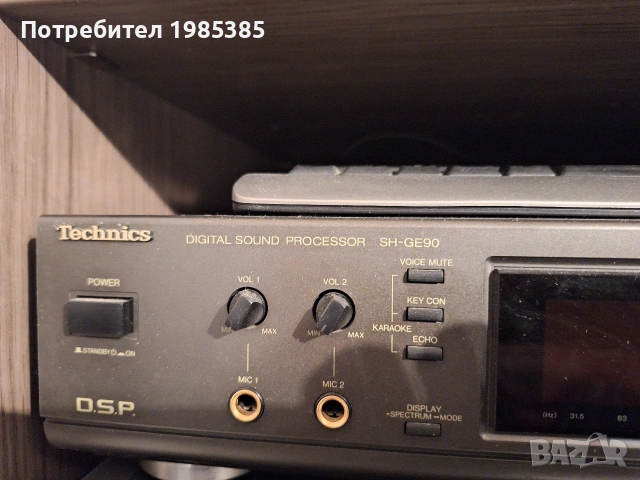 Потребител 1985385
Technics
DIGITAL SOUND PROCESSOR SH-GE90
VOICE MUTE
POWER
VOL 1
VOL 2
KEY CON
MIN
MAX
MIN
MAX
KARAOKE
ECHO
STANDBY ON
MIC 1
MIC 2
D.S.P.
DISPLAY
SPECTRUM MODE
(Hz) 31.5 63
BAZAR